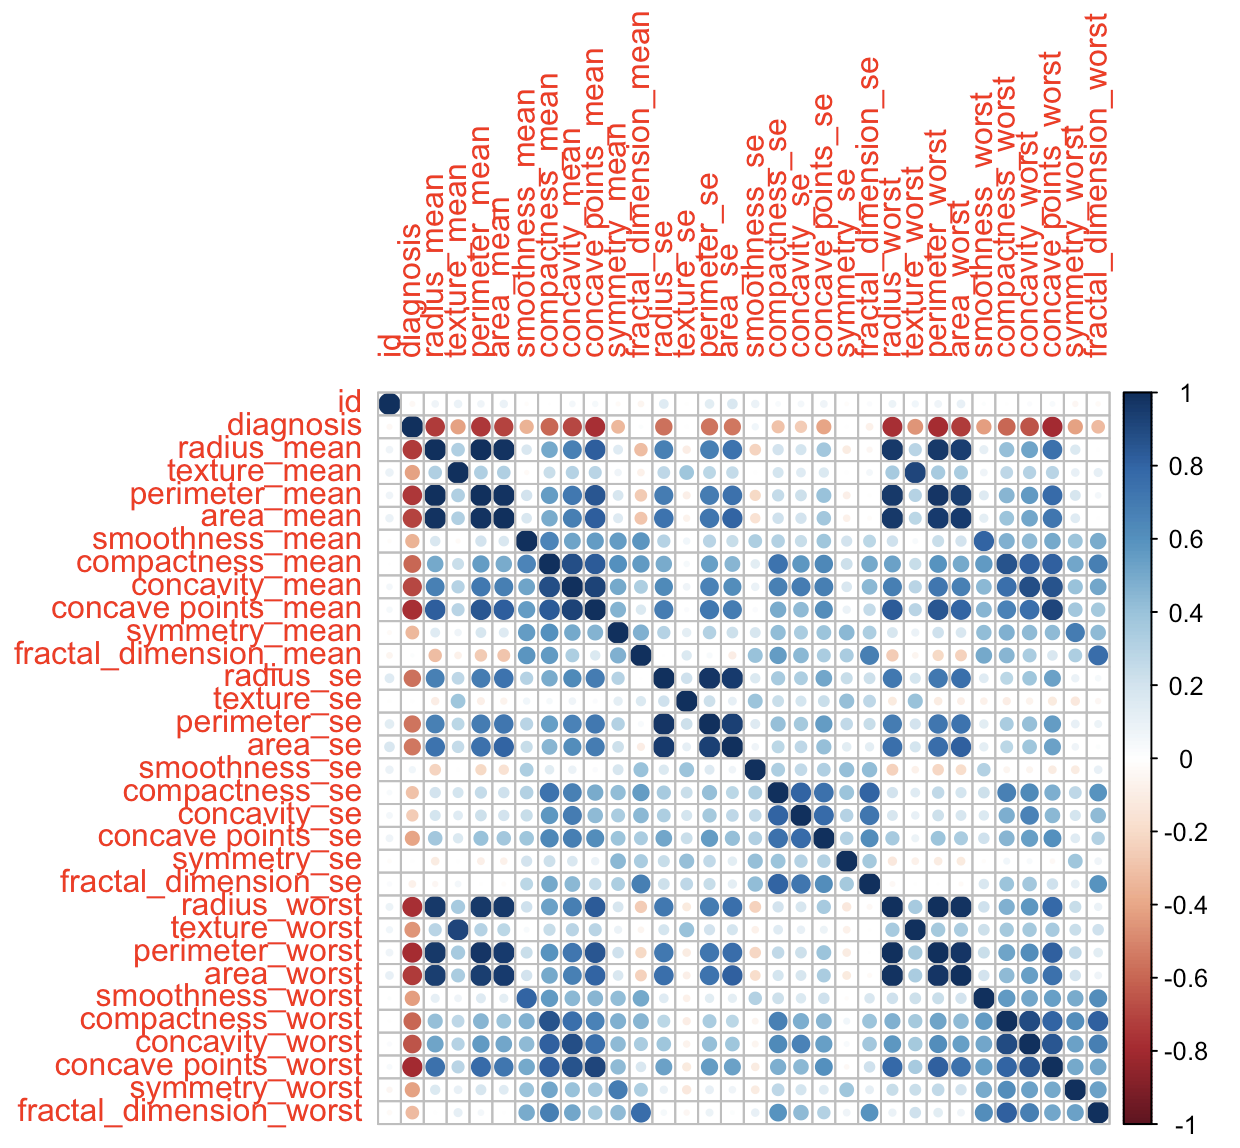 id
diagnosis
radius_mean
texture_mean
perimeter_mean
area_mean
smoothness_mean
compactness_mean
concavity_mean
concave points_mean
symmetry_mean
fractal_dimension_mean
radius_se
texture_se
perimeter_se
area_se
smoothness_se
compactness_se
concavity_se
concave points_se
symmetry_se
fractal_dimension_se
radius_worst
texture_worst
perimeter_worst
area_worst
smoothness_worst
compactness_worst
concavity_worst
concave points_worst
symmetry_worst
fractal_dimension_worst
id
diagnosis
radius_mean
texture_mean
perimeter_mean
area_mean
smoothness_mean
compactness_mean
concavity_mean
concave points_mean
symmetry_mean
fractal_dimension_mean
radius_se
texture_se
perimeter_se
area_se
smoothness_se
compactness_se
concavity_se
concave points_se
symmetry_se
fractal_dimension_se
radius_worst
texture_worst
perimeter_worst
area_worst
smoothness_worst
compactness_worst
concavity_worst
concave points_worst
symmetry_worst
fractal_dimension_worst
1
0.8
0.6
0.4
0.2
0
-0.2
-0.4
-0.6
-0.8
-1